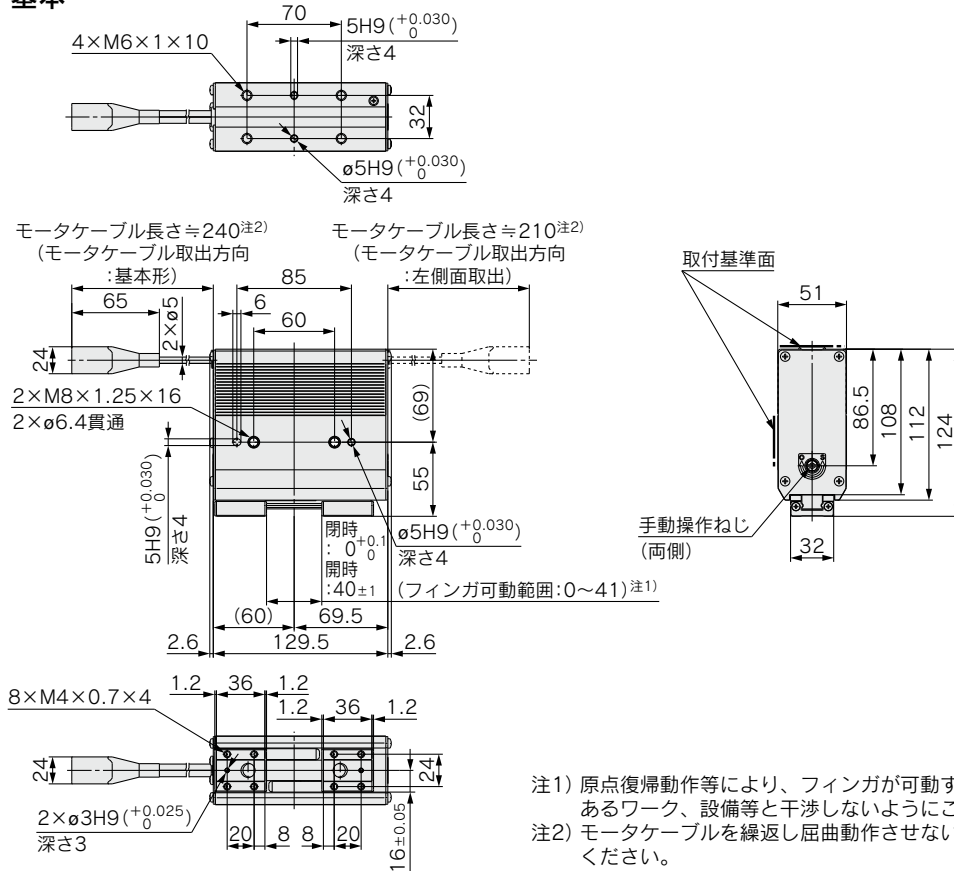 基本
70
5H9(+0.030 0)
深さ4
4×M6×1×10
32
ø5H9(+0.030 0)
深さ4
モータケーブル長さ≒240注2)
(モータケーブル取出方向
:基本形)
モータケーブル長さ≒210注2)
(モータケーブル取出方向
:左側面取出)
65
85
6
60
2×ø5
24
2×M8×1.25×16
2×ø6.4貫通
(69)
55
5H9(+0.030 0)
深さ4
閉時
: 0+0.1 0
開時
:40±1
ø5H9(+0.030 0)
深さ4
(フィンガ可動範囲:0～41)注1)
(60)
69.5
2.6
129.5
2.6
取付基準面
51
86.5
108
112
124
手動操作ねじ
(両側)
32
8×M4×0.7×4
1.2
36
1.2
1.2
36
1.2
24
24
2×ø3H9(+0.025 0)
深さ3
20
8
8
20
16±0.05
注1) 原点復帰動作等により、フィンガが可動す
あるワーク、設備等と干渉しないようにこ
注2) モータケーブルを繰返し屈曲動作させない
ください。